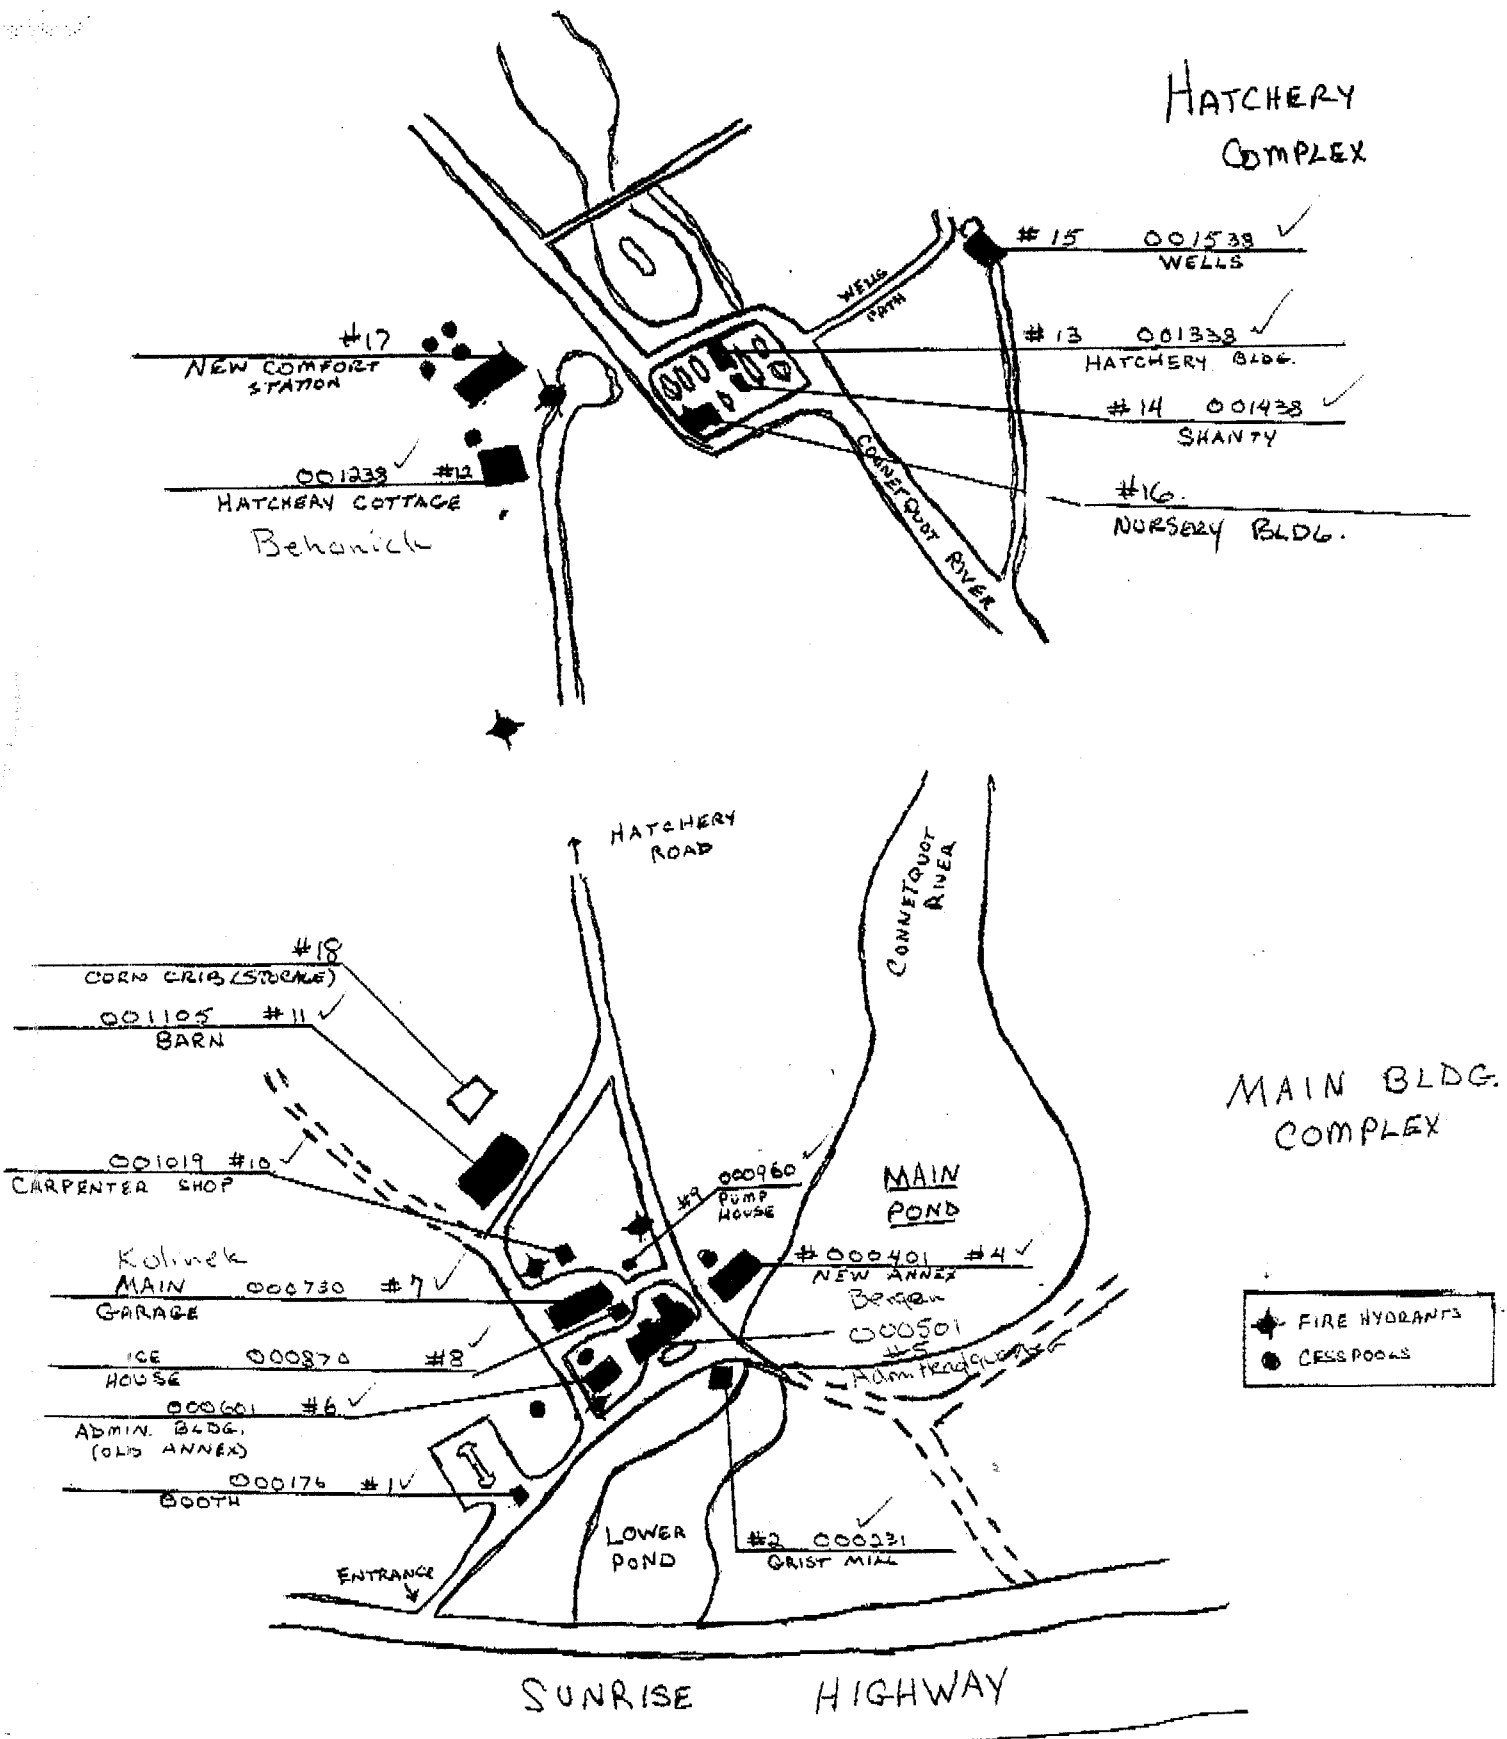 HATCHERY
COMPLEX
#15 001538 ✓
WELLS
WELLS
PATH
#13 001338 ✓
HATCHERY BLDG.
#14 001438 ✓
SHANTY
#16.
NURSERY BLDG.
#17
NEW COMFORT
STATION
001238 ✓ #12
HATCHERY COTTAGE
Behanick
CONNETQUOT RIVER
HATCHERY
ROAD
CONNETQUOT
RIVER
#18
CORN CRIB (STORAGE)
001105 #11 ✓
BARN
MAIN BLDG.
COMPLEX
001019 #10 ✓
CARPENTER SHOP
#9 000960 ✓
PUMP
HOUSE
MAIN
POND
Kolinek
MAIN 000730 #7 ✓
GARAGE
#000401 #4 ✓
NEW ANNEX
Bergen
000501
#5
Adm. Headquarters
ICE 000870 #8 ✓
HOUSE
000601 #6 ✓
ADMIN. BLDG.
(OLD ANNEX)
000176 #1 ✓
BOOTH
FIRE HYDRANTS
CESSPOOLS
LOWER
POND
#2 000231 ✓
GRIST MILL
ENTRANCE
SUNRISE HIGHWAY